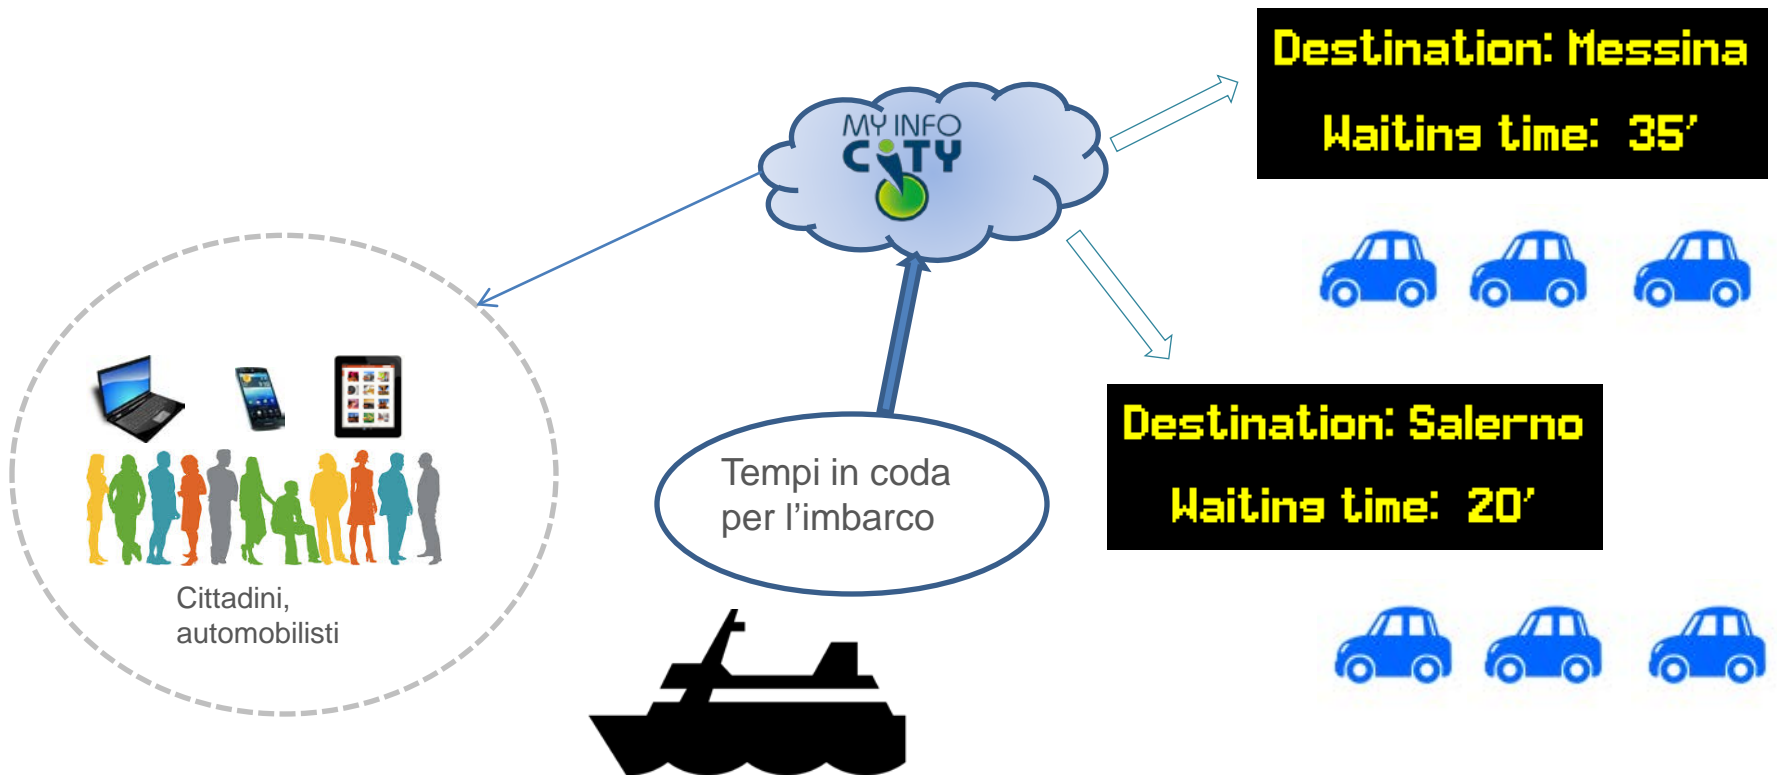 MY INFO
CiTY
Destination: Messina
Waiting time: 35'
Destination: Salerno
Waiting time: 20'
Tempi in coda
per l'imbarco
Cittadini,
automobilisti